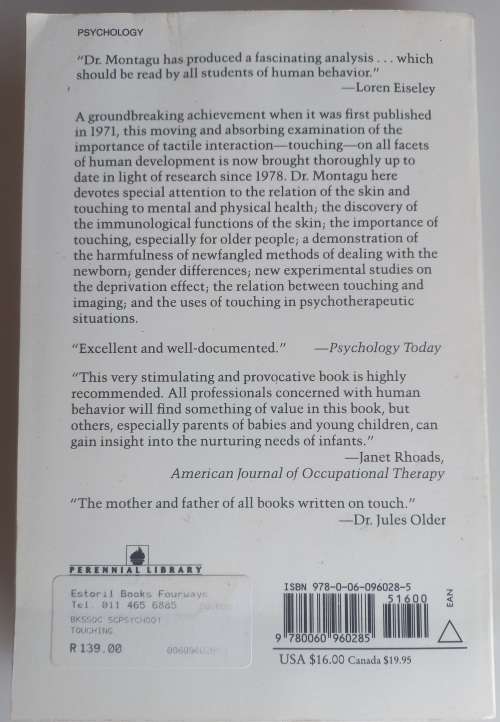 PSYCHOLOGY
“Dr. Montagu has produced a fascinating analysis . . . which
should be read by all students of human behavior.”
—Loren Eiseley
A groundbreaking achievement when it was first published
in 1971, this moving and absorbing examination of the
importance of tactile interaction—touching—on all facets
of human development is now brought thoroughly up to
date in light of research since 1978. Dr. Montagu here
devotes special attention to the relation of the skin and
touching to mental and physical health; the discovery of
the immunological functions of the skin; the importance of
touching, especially for older people; a demonstration of
the harmfulness of newfangled methods of dealing with the
newborn; gender differences; new experimental studies on
the deprivation effect; the relation between touching and
imaging; and the uses of touching in psychotherapeutic
situations.
“Excellent and well-documented.” —Psychology Today
“This very stimulating and provocative book is highly
recommended. All professionals concerned with human
behavior will find something of value in this book, but
others, especially parents of babies and young children, can
gain insight into the nurturing needs of infants.”
—Janet Rhoads,
American Journal of Occupational Therapy
“The mother and father of all books written on touch.”
—Dr. Jules Older
PERENNIAL LIBRARY
Estoril Books Fourways
Tel. 011 465 6885
TOUCHING
R 139.00
ISBN 978-0-06-096028-5
51600
EAN
9 780060 960285
USA $16.00 Canada $19.95